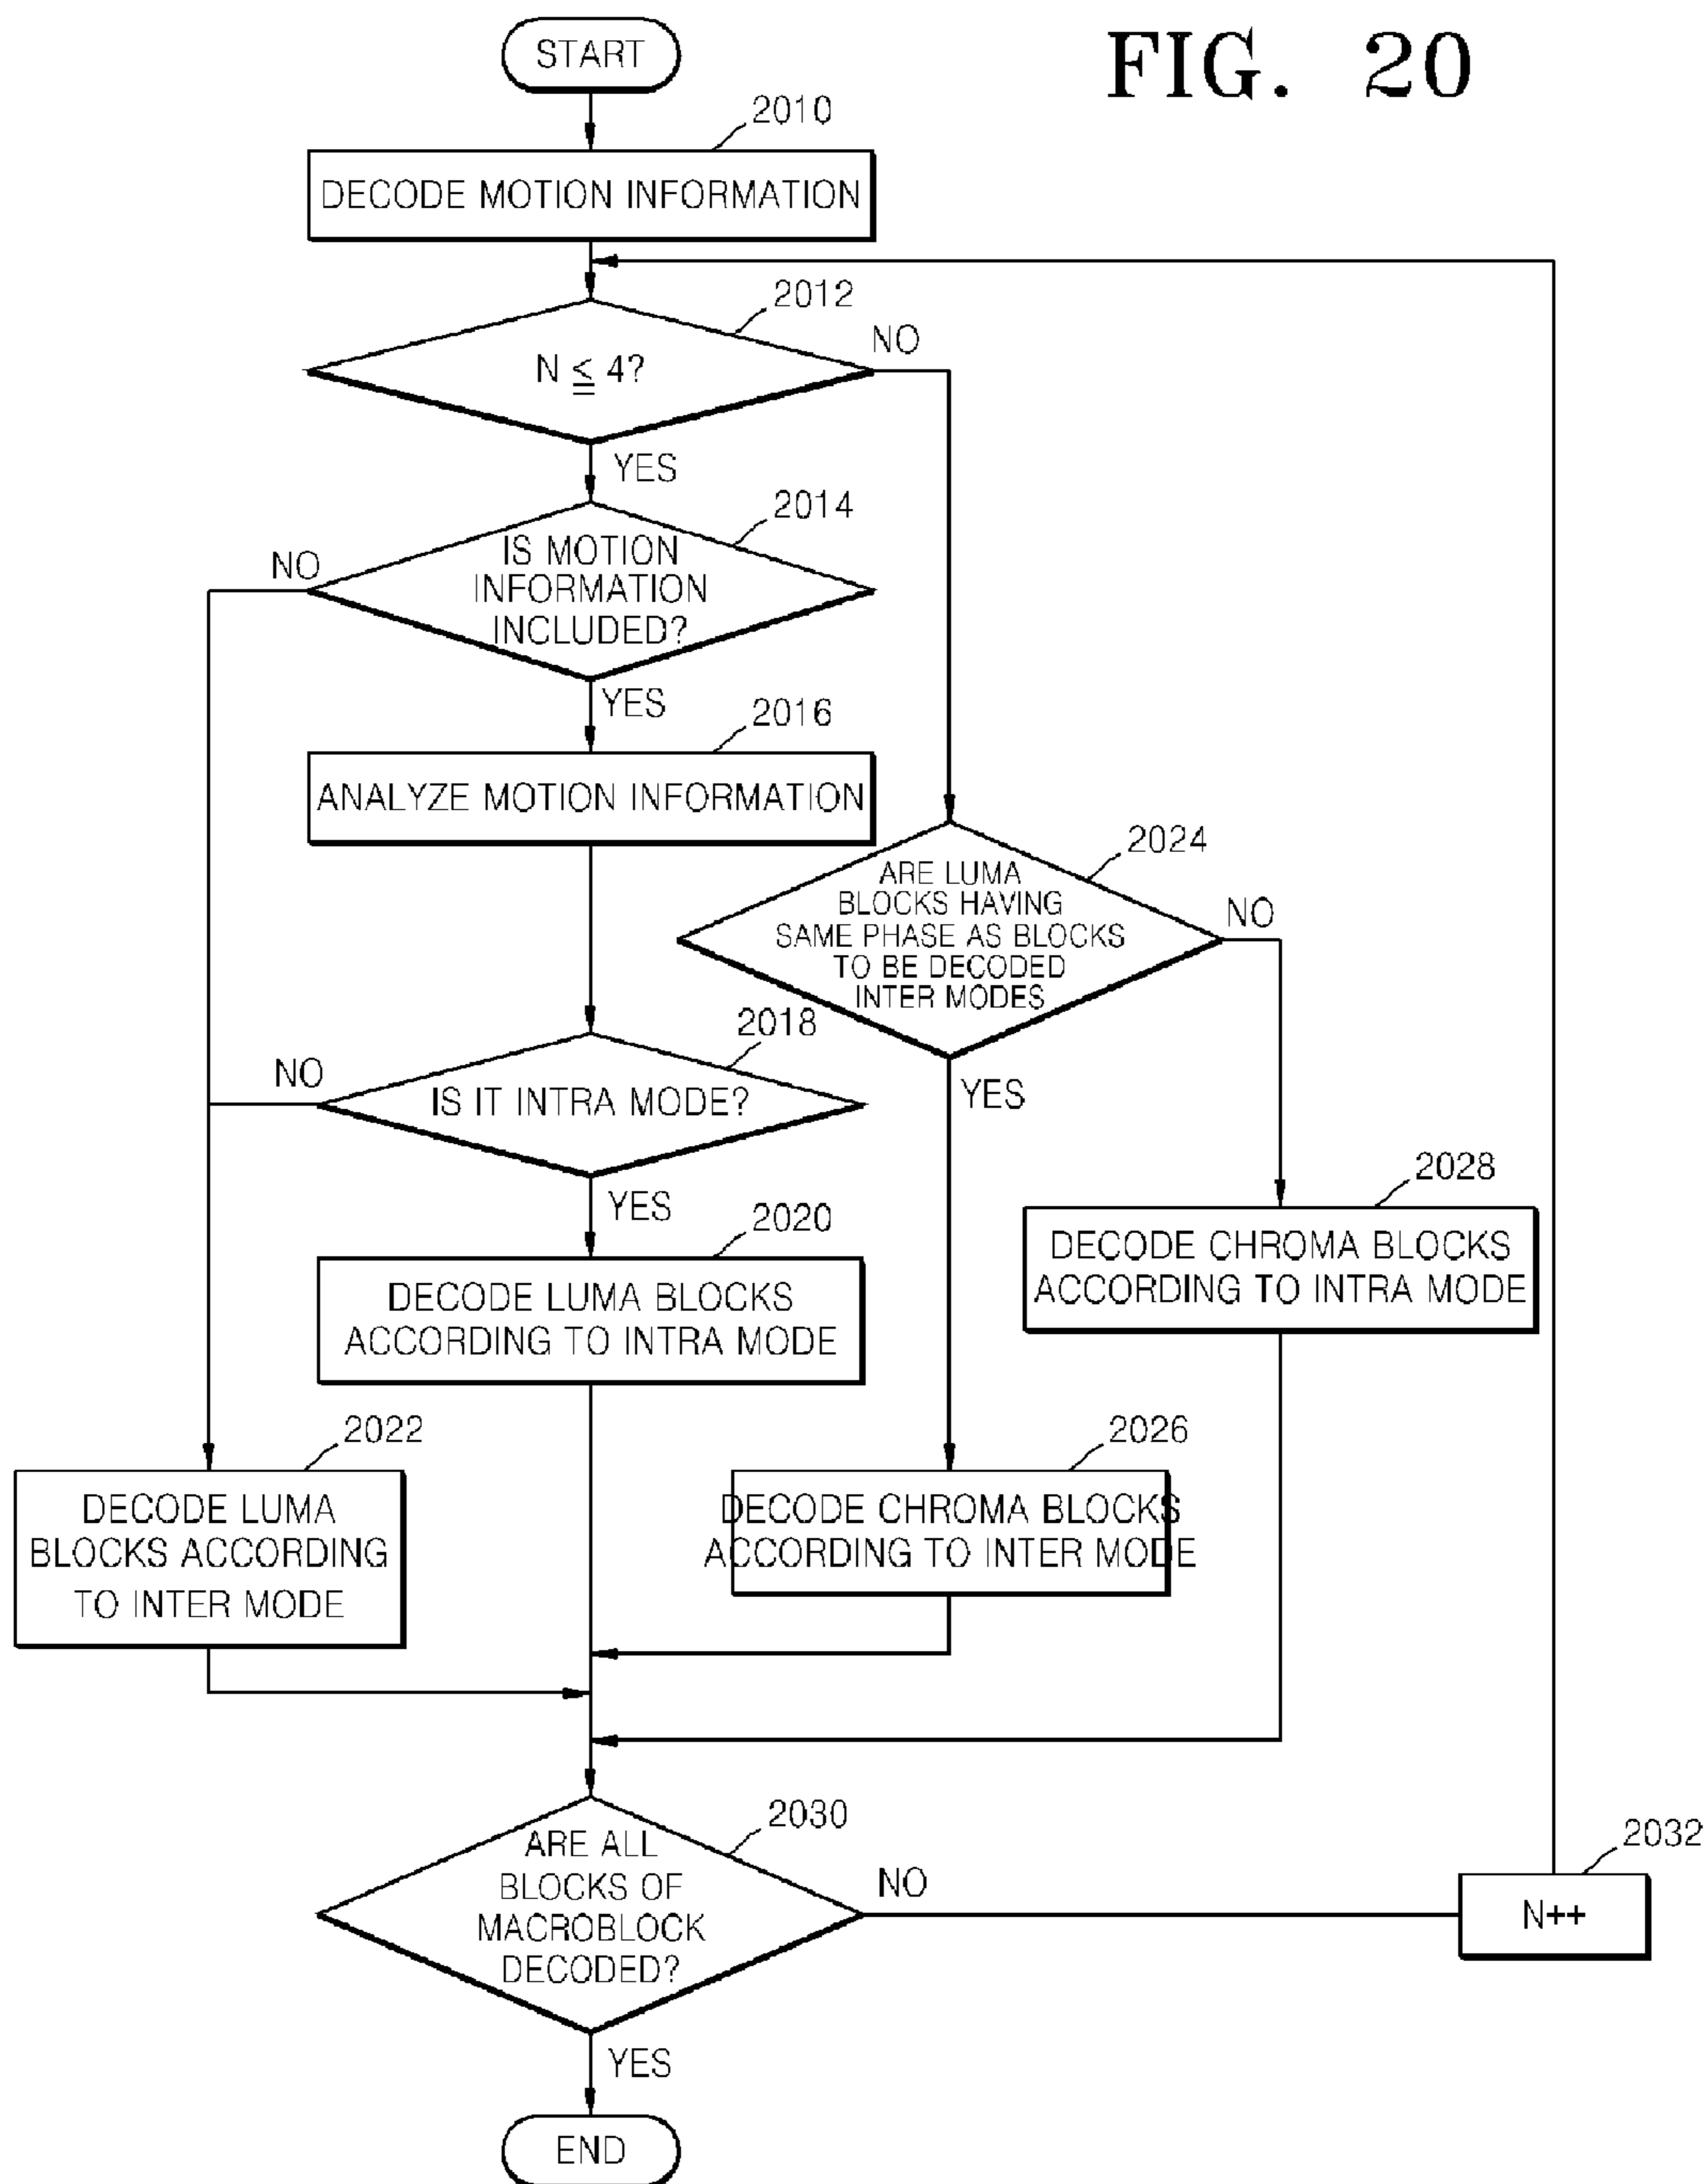 FIG. 20
START
2010
DECODE MOTION INFORMATION
2012
N ≦ 4?
NO
YES
2014
IS MOTION
INFORMATION
INCLUDED?
NO
YES
2016
ANALYZE MOTION INFORMATION
2024
ARE LUMA
BLOCKS HAVING
SAME PHASE AS BLOCKS
TO BE DECODED
INTER MODES
NO
YES
2018
IS IT INTRA MODE?
NO
YES
2028
DECODE CHROMA BLOCKS
ACCORDING TO INTRA MODE
2020
DECODE LUMA BLOCKS
ACCORDING TO INTRA MODE
2022
DECODE LUMA
BLOCKS ACCORDING
TO INTER MODE
2026
DECODE CHROMA BLOCKS
ACCORDING TO INTER MODE
2030
ARE ALL
BLOCKS OF
MACROBLOCK
DECODED?
NO
2032
N++
YES
END